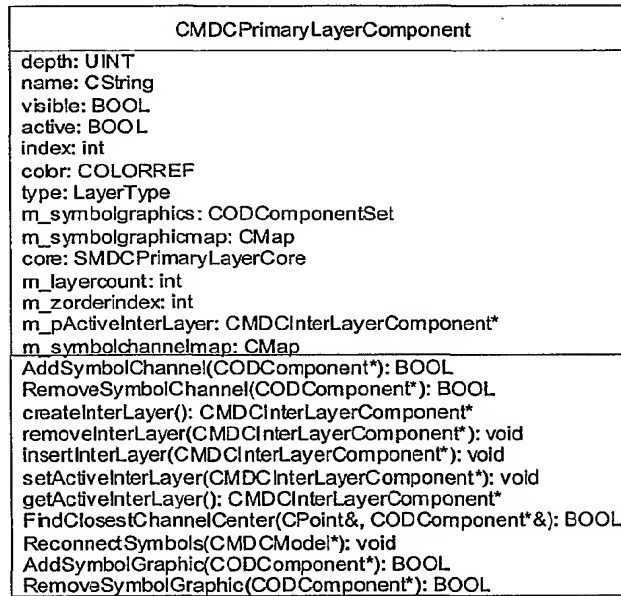 CMDCPrimaryLayerComponent
depth: UINT
name: CString
visible: BOOL
active: BOOL
index: int
color: COLORREF
type: LayerType
m_symbolgraphics: CODComponentSet
m_symbolgraphicmap: CMap
core: SMDCPrimaryLayerCore
m_layercount: int
m_zorderindex: int
m_pActiveInterLayer: CMDCInterLayerComponent*
m_symbolchannelmap: CMap
AddSymbolChannel(CODComponent*): BOOL
RemoveSymbolChannel(CODComponent*): BOOL
createInterLayer(): CMDCInterLayerComponent*
removeInterLayer(CMDCInterLayerComponent*): void
insertInterLayer(CMDCInterLayerComponent*): void
setActiveInterLayer(CMDCInterLayerComponent*): void
getActiveInterLayer(): CMDCInterLayerComponent*
FindClosestChannelCenter(CPoint&, CODComponent*&): BOOL
ReconnectSymbols(CMDCModel*): void
AddSymbolGraphic(CODComponent*): BOOL
RemoveSymbolGraphic(CODComponent*): BOOL